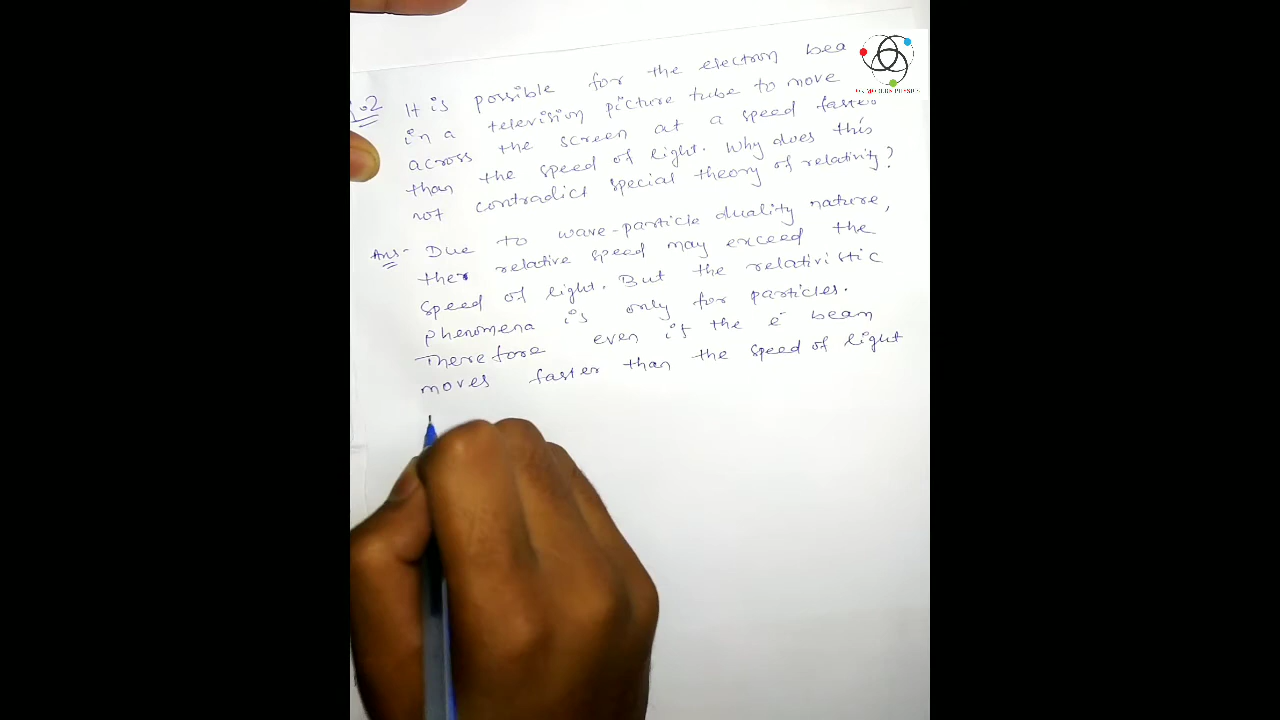 1.2 It is possible for the electron bea
in a television picture tube to move
across the screen at a speed faster
than the speed of light. Why does this
not contradict special theory of relativity?
Ans- Due to wave-particle duality nature,
the relative speed may exceed the
speed of light. But the relativistic
phenomena is only for particles.
Therefore even if the e⁻ beam
moves faster than the speed of light